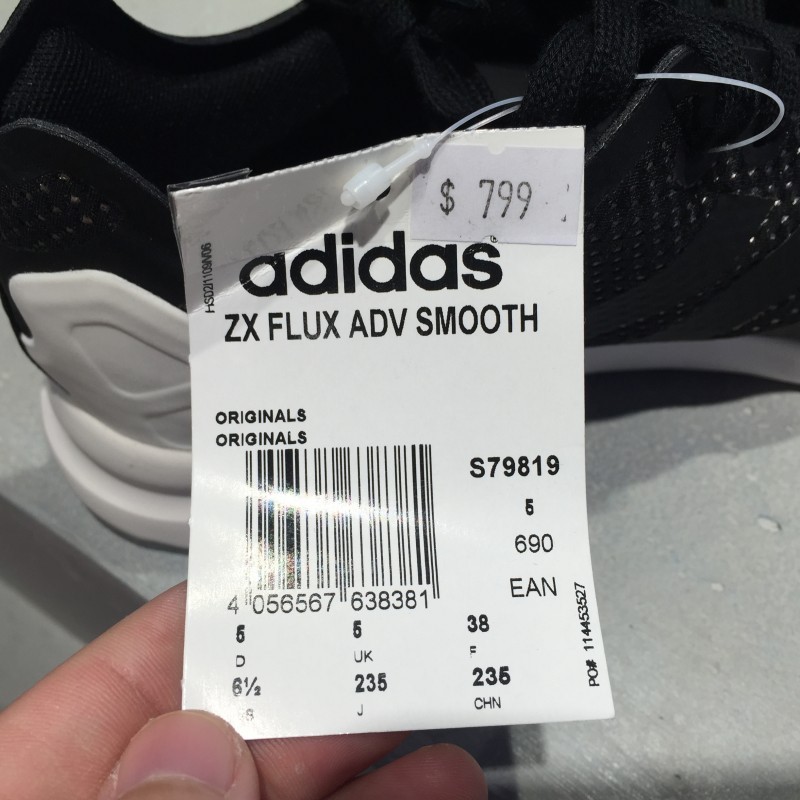 $ 799
adidas
ZX FLUX ADV SMOOTH
ORIGINALS
ORIGINALS
S79819
5
690
EAN
4 056567 638381
5 5 38
D UK F
6½ 235 235
J CHN
PO# 114453527